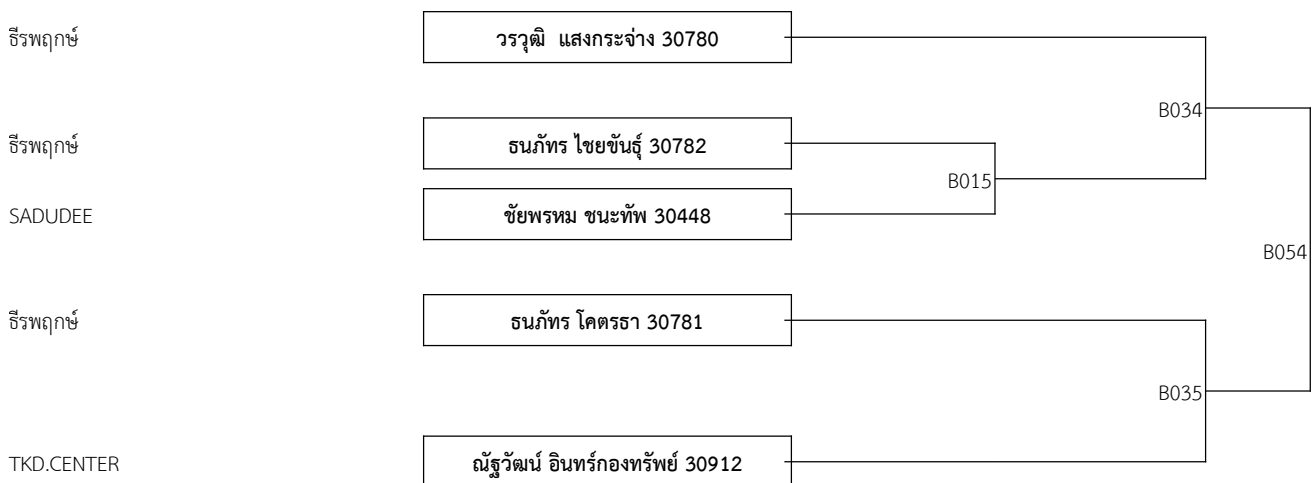 ธีรพฤกษ์ วรวุฒิ แสงกระจ่าง 30780
B034
ธีรพฤกษ์ ธนภัทร ไชยขันธุ์ 30782
B015
SADUDEE ชัยพรหม ชนะทัพ 30448
B054
ธีรพฤกษ์ ธนภัทร โคตรธา 30781
B035
TKD.CENTER ณัฐวัฒน์ อินทร์กองทรัพย์ 30912